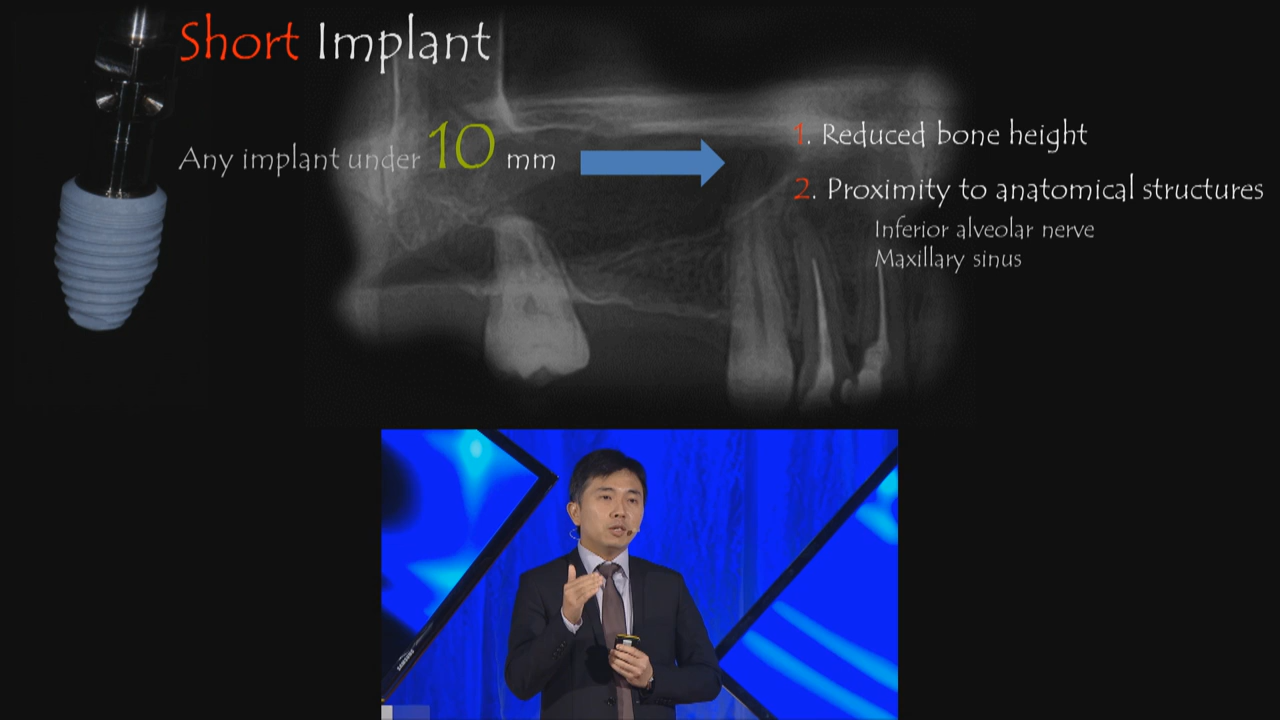 Short Implant
Any implant under 10 mm
1. Reduced bone height
2. Proximity to anatomical structures
Inferior alveolar nerve
Maxillary sinus
SAMSUNG